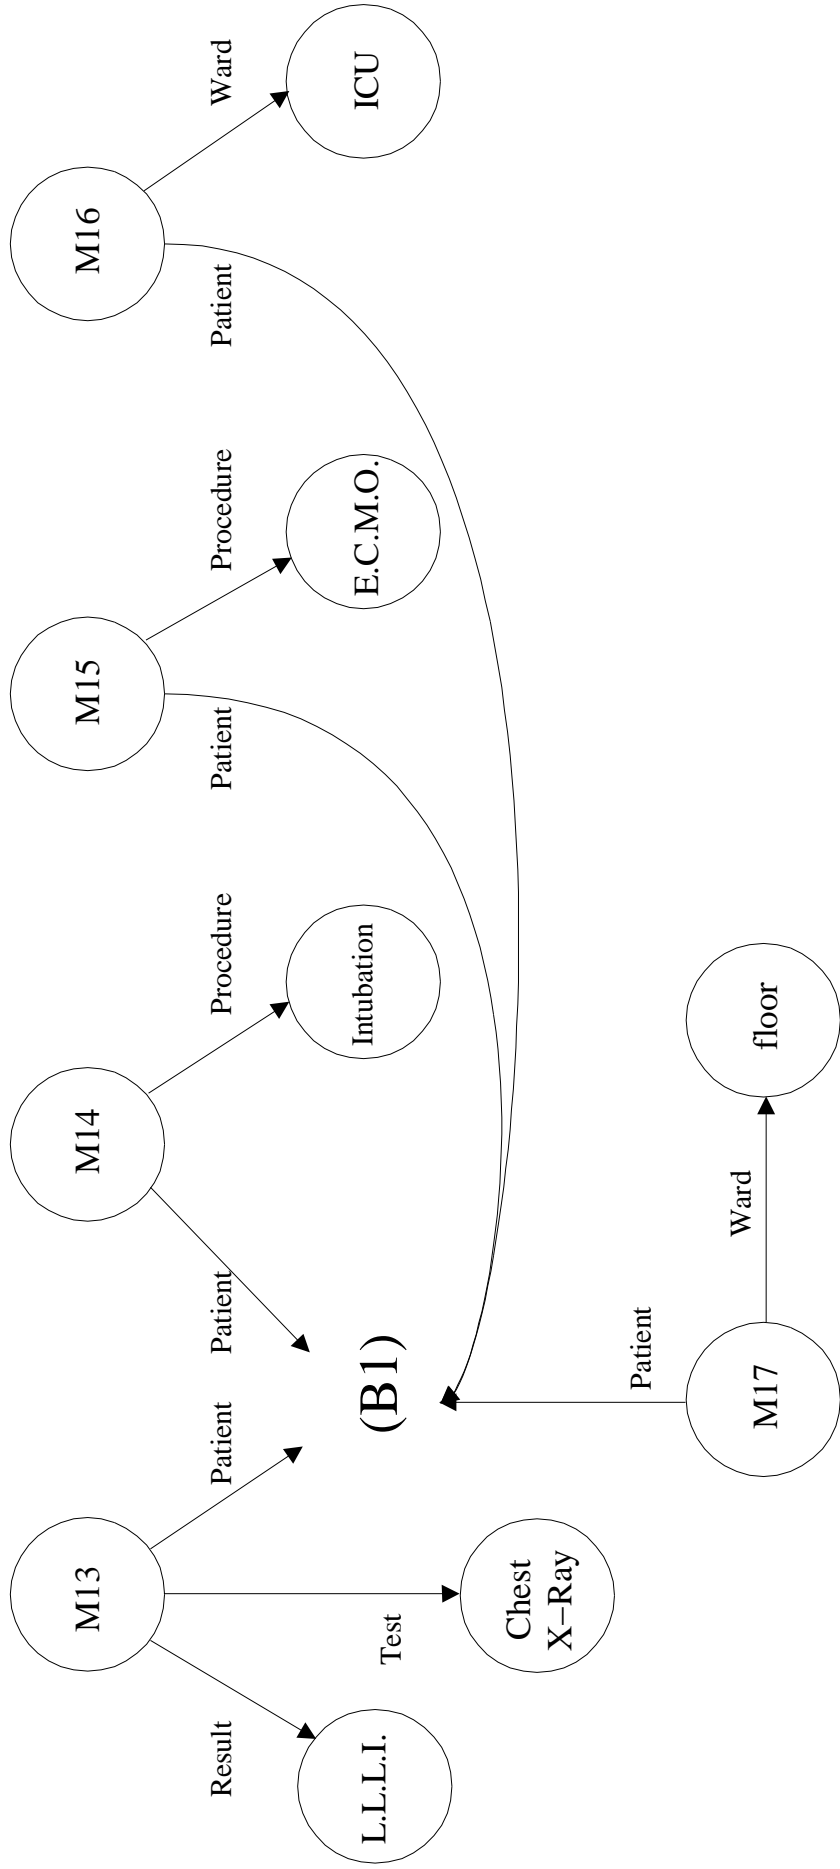 M13
M14
M15
M16
Result
Patient
Patient
Procedure
Patient
Procedure
Patient
Ward
L.L.L.I.
Test
(B1)
Intubation
E.C.M.O.
ICU
Chest
X−Ray
Patient
Ward
M17
floor